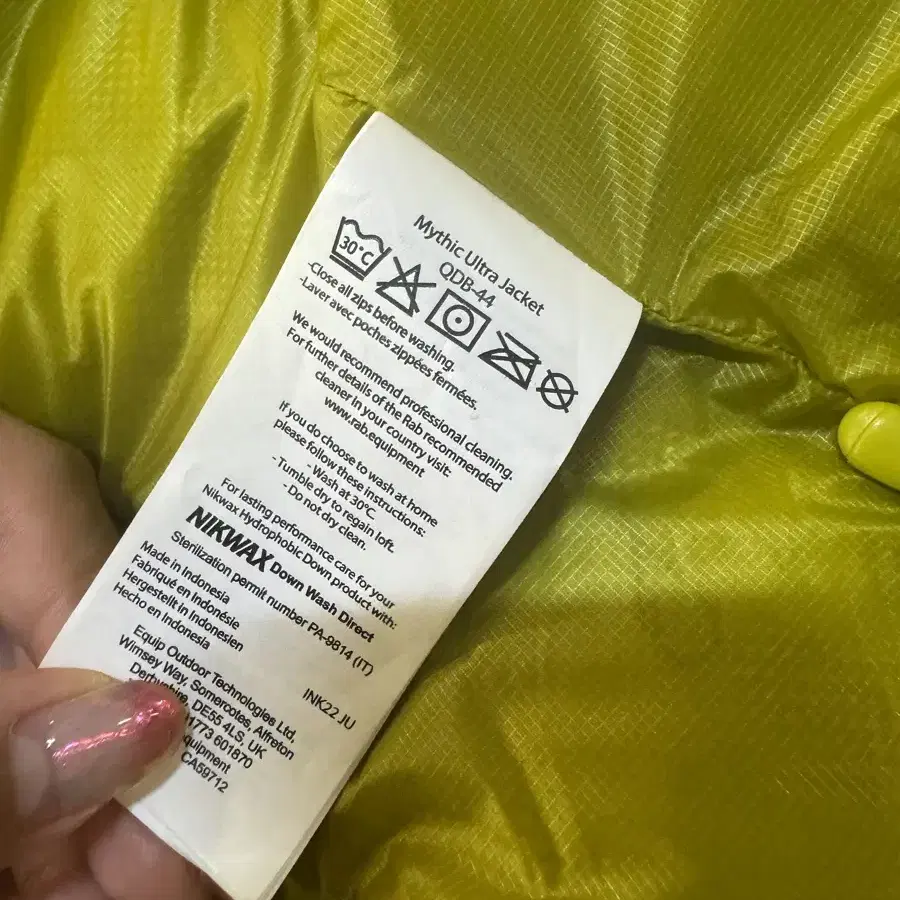 Mythic Ultra Jacket
QDB-44
30°C
-Close all zips before washing.
-Laver avec poches zippées fermées.
We would recommend professional cleaning.
For further details of the Rab recommended
cleaner in your country visit:
www.rab.equipment
If you do choose to wash at home
please follow these instructions:
- Wash at 30°C.
- Tumble dry to regain loft.
- Do not dry clean.
For lasting performance care for your
Nikwax Hydrophobic Down product with:
NIKWAX Down Wash Direct
Sterilization permit number PA-9814 (IT)
Made in Indonesia
Fabriqué en Indonésie
Hergestellt in Indonesien
Hecho en Indonesia
INK22 JU
Equip Outdoor Technologies Ltd,
Wimsey Way, Somercotes, Alfreton
Derbyshire, DE55 4LS, UK
1773 601870
equipment
CA59712